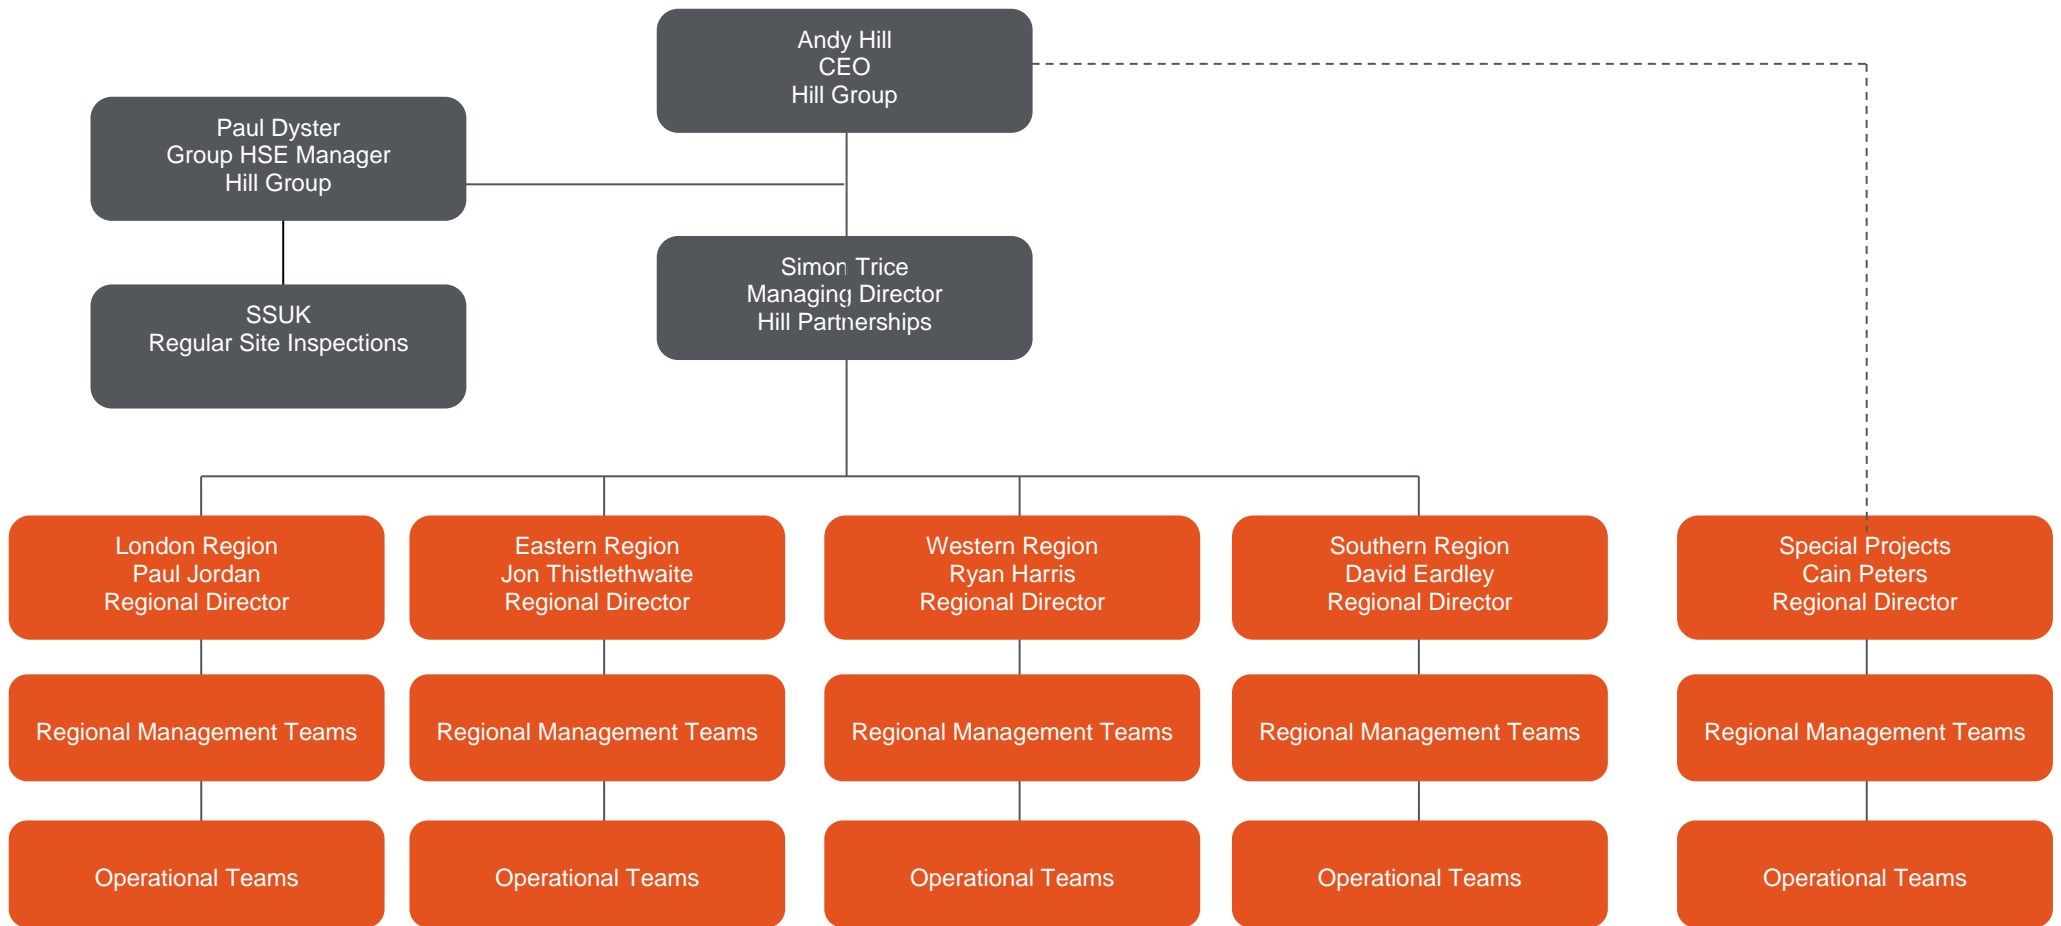 Andy Hill
CEO
Hill Group
Paul Dyster
Group HSE Manager
Hill Group
Simon Trice
Managing Director
Hill Partnerships
SSUK
Regular Site Inspections
London Region
Paul Jordan
Regional Director
Eastern Region
Jon Thistlethwaite
Regional Director
Western Region
Ryan Harris
Regional Director
Southern Region
David Eardley
Regional Director
Special Projects
Cain Peters
Regional Director
Regional Management Teams
Regional Management Teams
Regional Management Teams
Regional Management Teams
Regional Management Teams
Operational Teams
Operational Teams
Operational Teams
Operational Teams
Operational Teams